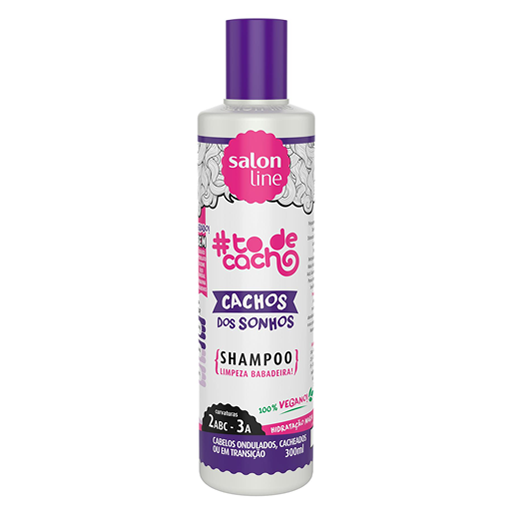 salon
line
#to de
cacho
CACHOS
DOS SONHOS
{SHAMPOO
LIMPEZA BABADEIRA!}
100% VEGANO
HIDRATAÇÃO
curvaturas
2ABC - 3A
CABELOS ONDULADOS, CACHEADOS
OU EM TRANSIÇÃO
300ml